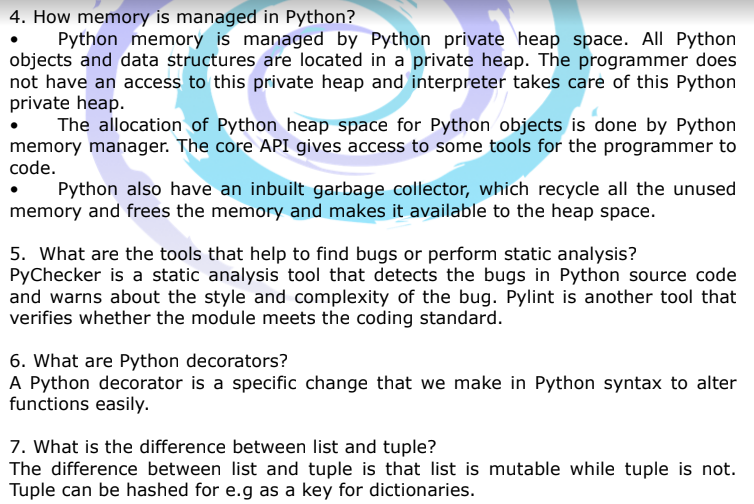 4. How memory is managed in Python?
• Python memory is managed by Python private heap space. All Python
objects and data structures are located in a private heap. The programmer does
not have an access to this private heap and interpreter takes care of this Python
private heap.
• The allocation of Python heap space for Python objects is done by Python
memory manager. The core API gives access to some tools for the programmer to
code.
• Python also have an inbuilt garbage collector, which recycle all the unused
memory and frees the memory and makes it available to the heap space.
5. What are the tools that help to find bugs or perform static analysis?
PyChecker is a static analysis tool that detects the bugs in Python source code
and warns about the style and complexity of the bug. Pylint is another tool that
verifies whether the module meets the coding standard.
6. What are Python decorators?
A Python decorator is a specific change that we make in Python syntax to alter
functions easily.
7. What is the difference between list and tuple?
The difference between list and tuple is that list is mutable while tuple is not.
Tuple can be hashed for e.g as a key for dictionaries.